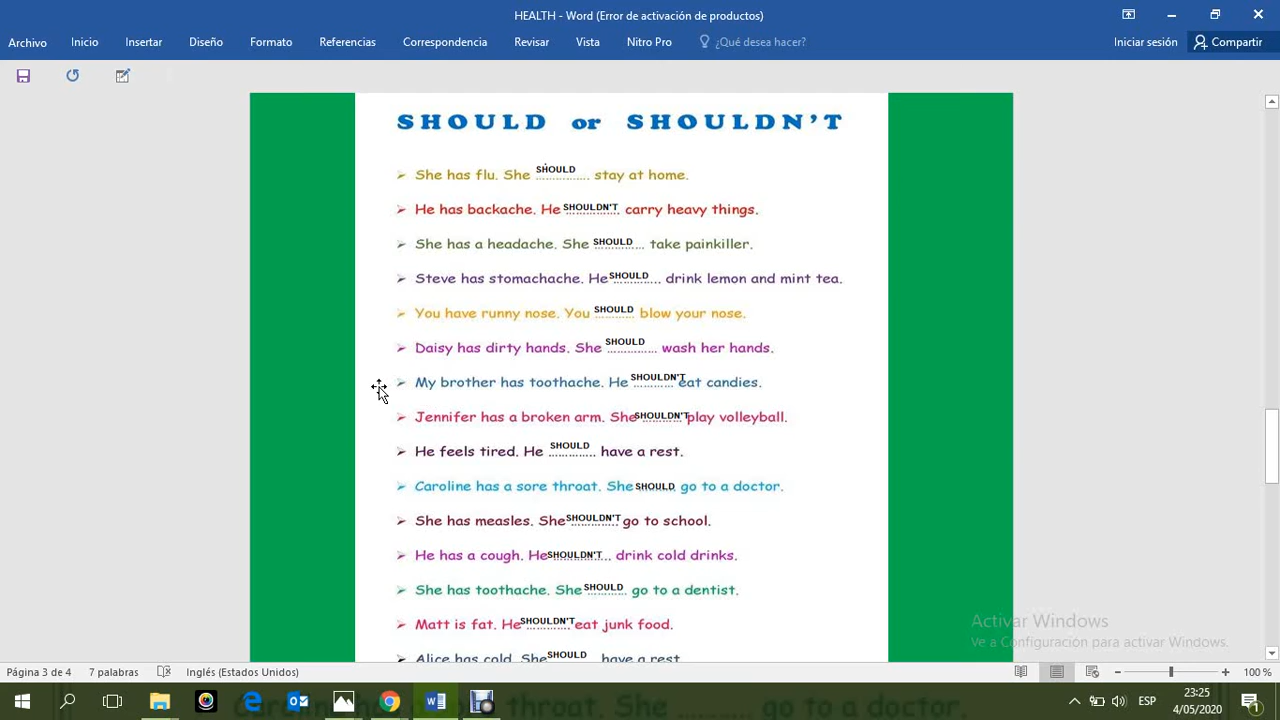 HEALTH - Word (Error de activación de productos)
Archivo Inicio Insertar Diseño Formato Referencias Correspondencia Revisar Vista Nitro Pro ¿Qué desea hacer? Iniciar sesión Compartir
SHOULD or SHOULDN'T
She has flu. She SHOULD stay at home.
He has backache. He SHOULDN'T carry heavy things.
She has a headache. She SHOULD take painkiller.
Steve has stomachache. He SHOULD drink lemon and mint tea.
You have runny nose. You SHOULD blow your nose.
Daisy has dirty hands. She SHOULD wash her hands.
My brother has toothache. He SHOULDN'T eat candies.
Jennifer has a broken arm. She SHOULDN'T play volleyball.
He feels tired. He SHOULD have a rest.
Caroline has a sore throat. She SHOULD go to a doctor.
She has measles. She SHOULDN'T go to school.
He has a cough. He SHOULDN'T drink cold drinks.
She has toothache. She SHOULD go to a dentist.
Matt is fat. He SHOULDN'T eat junk food.
Alice has cold. She SHOULD have a rest
Activar Windows
Ve a Configuración para activar Windows.
Página 3 de 4 7 palabras Inglés (Estados Unidos) 100 %
throat. She ......... go to a doctor.
ESP 23:25
4/05/2020